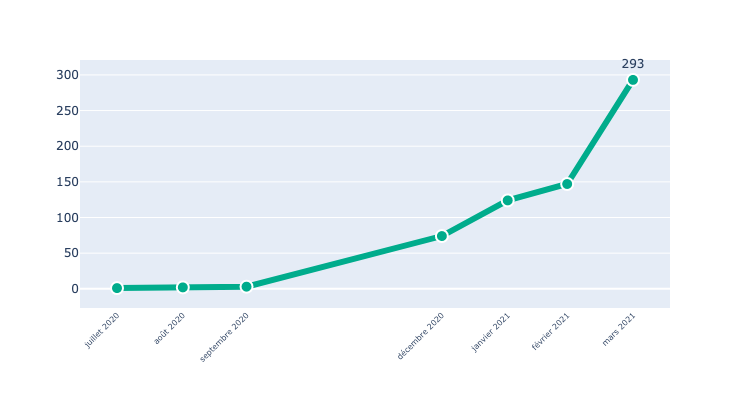 293
300
250
200
150
100
50
0
juillet 2020
août 2020
septembre 2020
décembre 2020
janvier 2021
février 2021
mars 2021